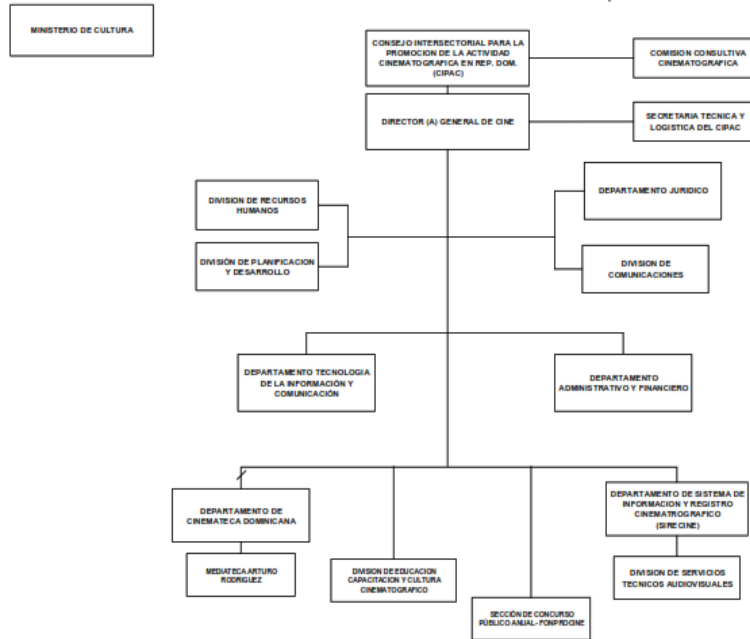 MINISTERIO DE CULTURA
CONSEJO INTERSECTORIAL PARA LA
PROMOCION DE LA ACTIVIDAD
CINEMATOGRAFICA EN REP. DOM.
(CIPAC)
COMISION CONSULTIVA
CINEMATOGRAFICA
DIRECTOR (A) GENERAL DE CINE
SECRETARIA TECNICA Y
LOGISTICA DEL CIPAC
DIVISION DE RECURSOS
HUMANOS
DEPARTAMENTO JURIDICO
DIVISIÓN DE PLANIFICACION
Y DESARROLLO
DIVISION DE
COMUNICACIONES
DEPARTAMENTO TECNOLOGIA
DE LA INFORMACIÓN Y
COMUNICACIÓN
DEPARTAMENTO
ADMINISTRATIVO Y FINANCIERO
DEPARTAMENTO DE
CINEMATECA DOMINICANA
DEPARTAMENTO DE SISTEMA DE
INFORMACION Y REGISTRO
CINEMATROGRAFICO
(SIRECINE)
MEDIATECA ARTURO
RODRIGUEZ
DIVISION DE EDUCACION
CAPACITACION Y CULTURA
CINEMATOGRAFICO
DIVISION DE SERVICIOS
TECNICOS AUDIOVISUALES
SECCIÓN DE CONCURSO
PÚBLICO ANUAL- FONPROCINE